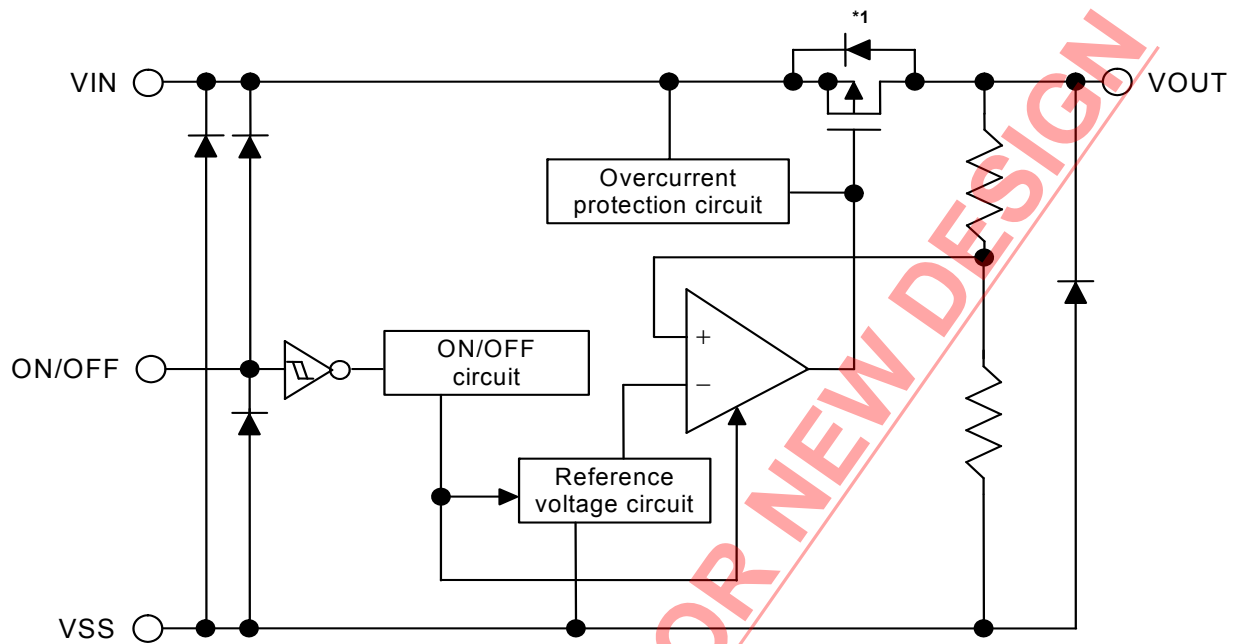 *1
VIN
VOUT
Overcurrent
protection circuit
+
−
ON/OFF
ON/OFF
circuit
Reference
voltage circuit
VSS
OR NEW DESIGN